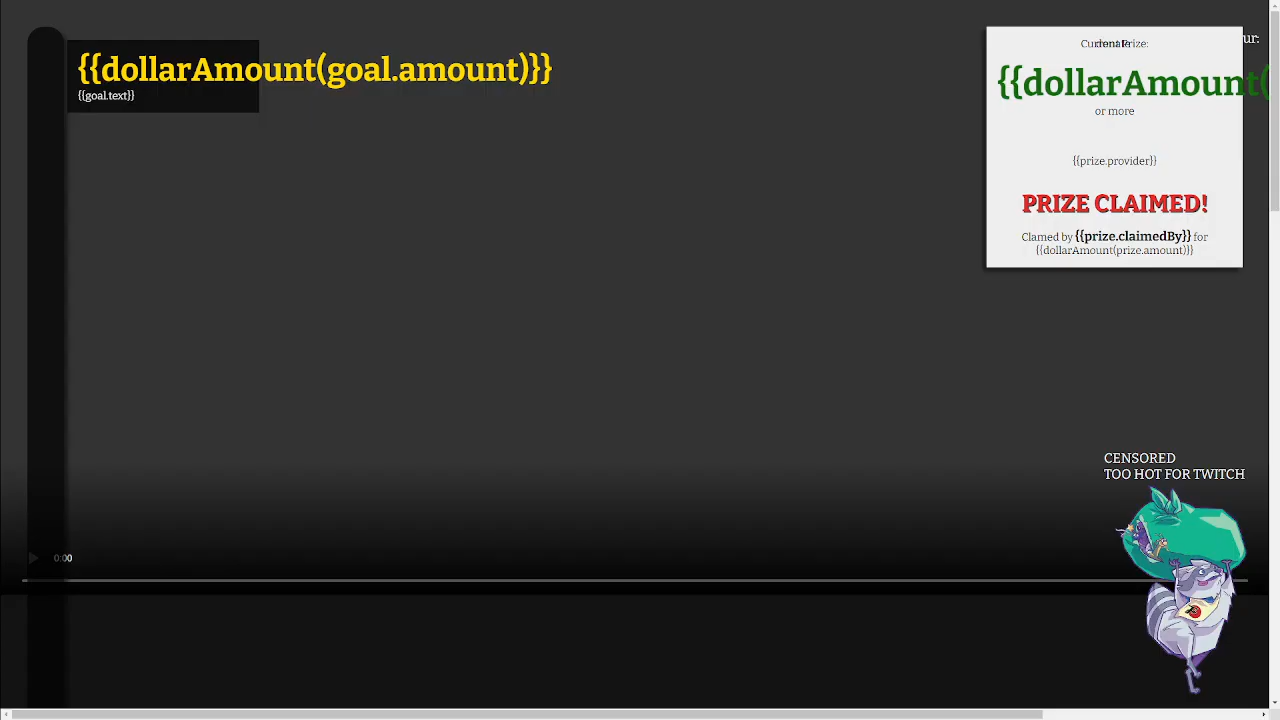 {{dollarAmount(goal.amount)}}
{{goal.text}}
ur:
Prize:
{{dollarAmount(
or more
{{prize.provider}}
PRIZE CLAIMED!
Clamed by {{prize.claimedBy}} for
{{dollarAmount(prize.amount)}}
CENSORED
TOO HOT FOR TWITCH
0:00